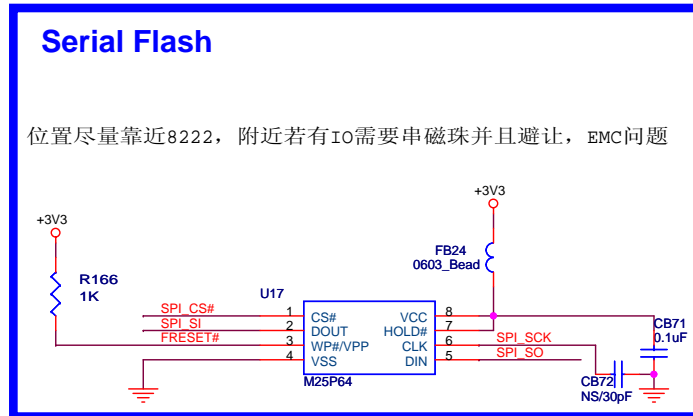 Serial Flash
位置尽量靠近8222，附近若有IO需要串磁珠并且避让，EMC问题
+3V3
+3V3
FB24
0603_Bead
R166
1K
U17
SPI_CS# 1 CS# VCC 8
SPI_SI 2 DOUT HOLD# 7
FRESET# 3 WP#/VPP CLK 6 SPI_SCK
4 VSS DIN 5 SPI_SO
M25P64
CB71
0.1uF
CB72
NS/30pF